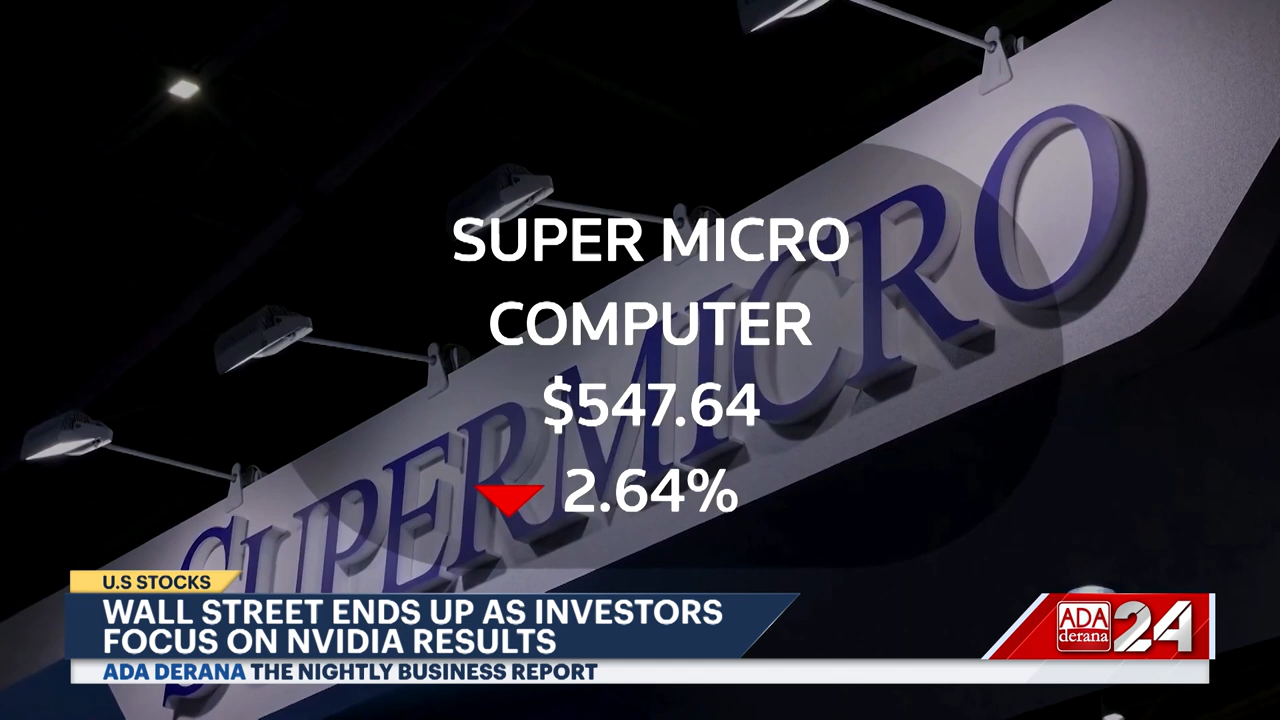 SUPERMICRO
SUPER MICRO
COMPUTER
$547.64
2.64%
U.S STOCKS
WALL STREET ENDS UP AS INVESTORS
FOCUS ON NVIDIA RESULTS
ADA DERANA THE NIGHTLY BUSINESS REPORT
ADA
derana
24